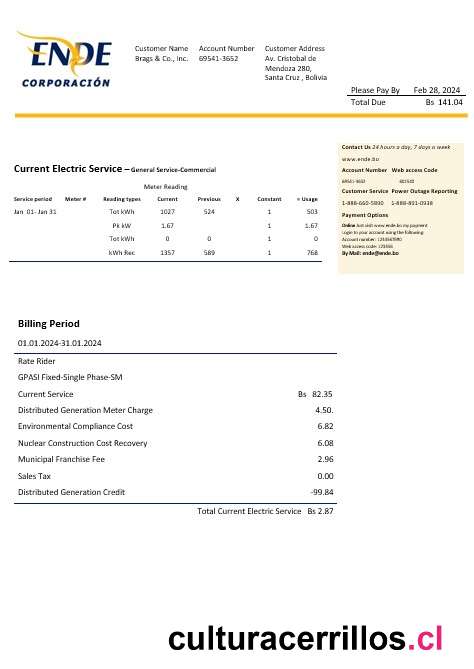 ENDE
CORPORACIÓN
Customer Name Account Number Customer Address
Brags & Co., Inc. 69541-3652 Av. Cristobal de
Mendoza 280,
Santa Cruz , Bolivia
Please Pay By Feb 28, 2024
Total Due Bs 141.04
Contact Us 24 hours a day, 7 days a week
www.ende.bo
Account Number Web access Code
69541-3652
Customer Service Power Outage Reporting
1-888-660-5890 1-888-891-0938
Payment Options
Online Just visit www.ende.bo my payment
Login to your account using the following:
Account number: 1234567890
Web access code: 123456
By Mail: ende@ende.bo
Current Electric Service – General Service-Commercial
Meter Reading
Service period Meter # Reading types Current Previous X Constant = Usage
Jan 01- Jan 31 Tot kWh 1027 524 1 503
Pk kW 1.67 1 1.67
Tot kWh 0 0 1 0
kWh Rec 1357 589 1 768
Billing Period
01.01.2024-31.01.2024
Rate Rider
GPASI Fixed-Single Phase-SM
Current Service Bs 82.35
Distributed Generation Meter Charge 4.50.
Environmental Compliance Cost 6.82
Nuclear Construction Cost Recovery 6.08
Municipal Franchise Fee 2.96
Sales Tax 0.00
Distributed Generation Credit -99.84
Total Current Electric Service Bs 2.87
culturacerrillos.cl